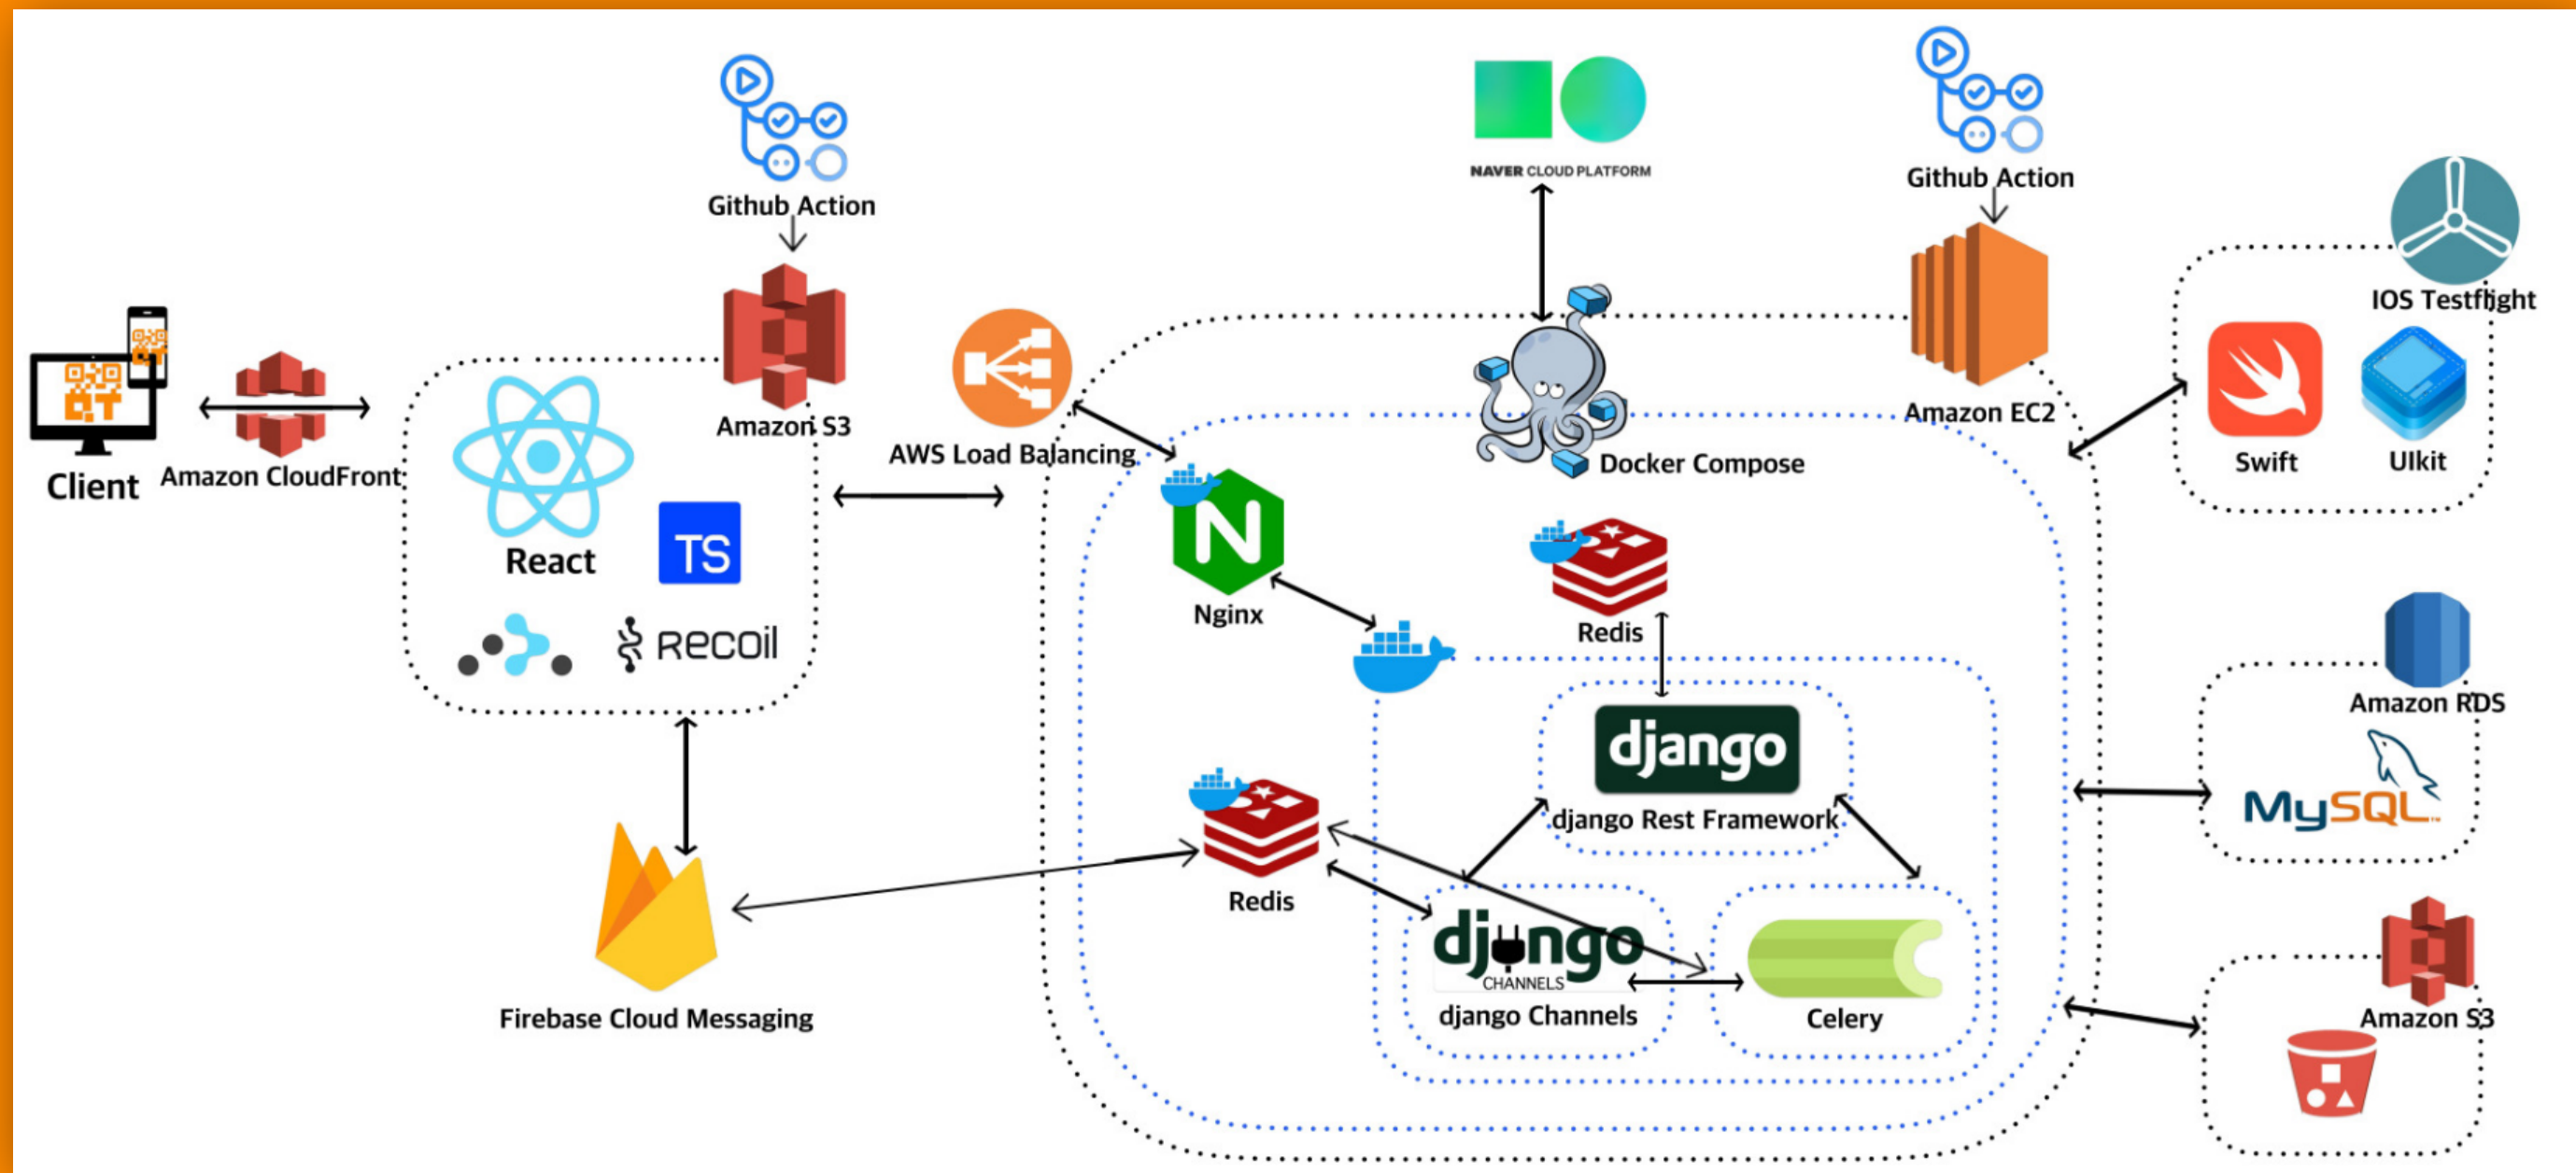 Github Action
NAVER CLOUD PLATFORM
Github Action
IOS Testflight
Client
Amazon CloudFront
Amazon S3
AWS Load Balancing
Docker Compose
Amazon EC2
Swift
UIkit
React
TS
RECOIL
N
Nginx
Redis
Amazon RDS
MySQL
django
django Rest Framework
Redis
django
CHANNELS
django Channels
Celery
Firebase Cloud Messaging
Amazon S3